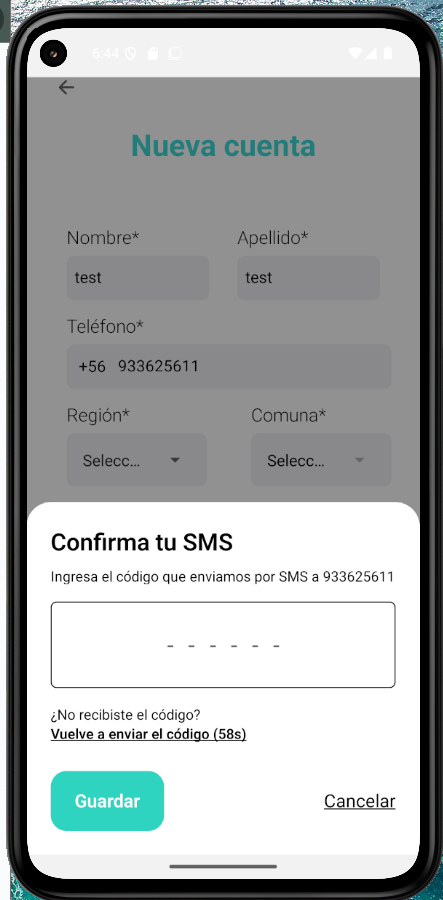 6:44
Nueva cuenta
Nombre* Apellido*
test test
Teléfono*
+56 933625611
Región* Comuna*
Selecc... Selecc...
Confirma tu SMS
Ingresa el código que enviamos por SMS a 933625611
- - - - - -
¿No recibiste el código?
Vuelve a enviar el código (58s)
Guardar Cancelar